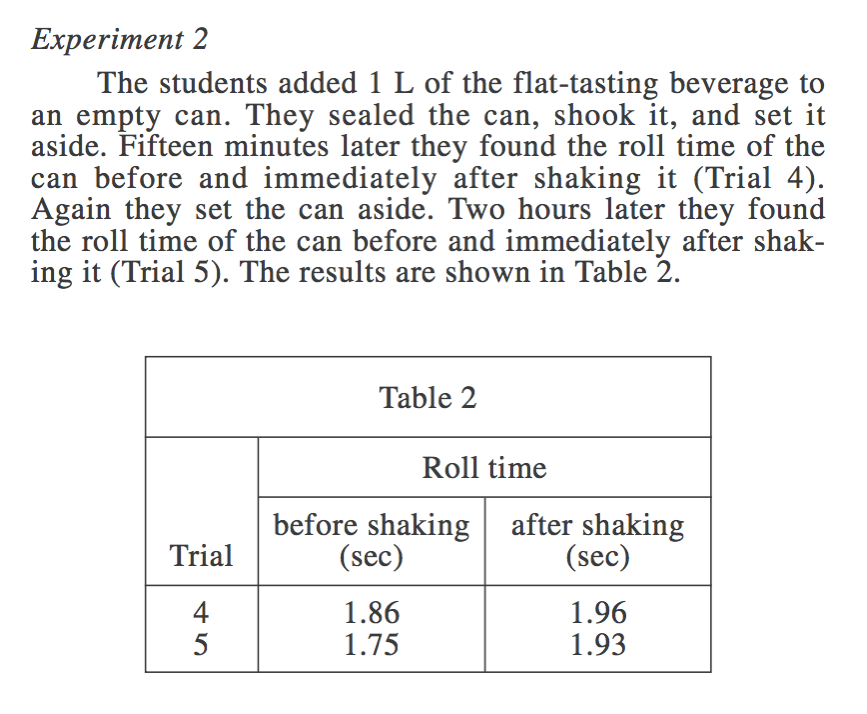 Experiment 2
The students added 1 L of the flat-tasting beverage to
an empty can. They sealed the can, shook it, and set it
aside. Fifteen minutes later they found the roll time of the
can before and immediately after shaking it (Trial 4).
Again they set the can aside. Two hours later they found
the roll time of the can before and immediately after shak-
ing it (Trial 5). The results are shown in Table 2.
Table 2
Roll time
Trial
before shaking
(sec)
after shaking
(sec)
4 1.86 1.96
5 1.75 1.93